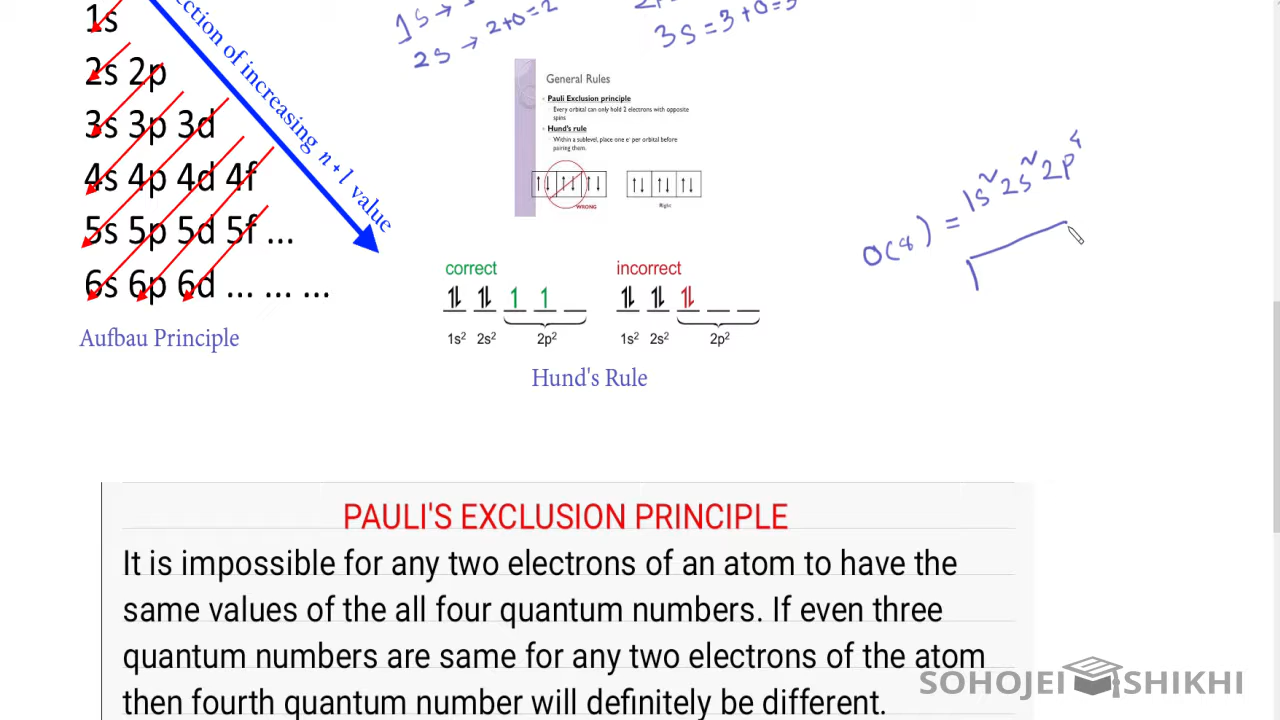 1s
2s 2p
3s 3p 3d
4s 4p 4d 4f
5s 5p 5d 5f ...
6s 6p 6d ... ... ...
of increasing n+l value
Aufbau Principle
1s →
2s → 2+0=2
3s = 3+0=3
General Rules
Pauli Exclusion principle
Every orbital can only hold 2 electrons with opposite
spins
Hund's rule
Within a sublevel, place one e⁻ per orbital before
pairing them.
WRONG
Right
correct
1s² 2s² 2p²
incorrect
1s² 2s² 2p²
Hund's Rule
O(8) = 1s² 2s² 2p⁴
PAULI'S EXCLUSION PRINCIPLE
It is impossible for any two electrons of an atom to have the
same values of the all four quantum numbers. If even three
quantum numbers are same for any two electrons of the atom
then fourth quantum number will definitely be different.
SOHOJEI SHIKHI